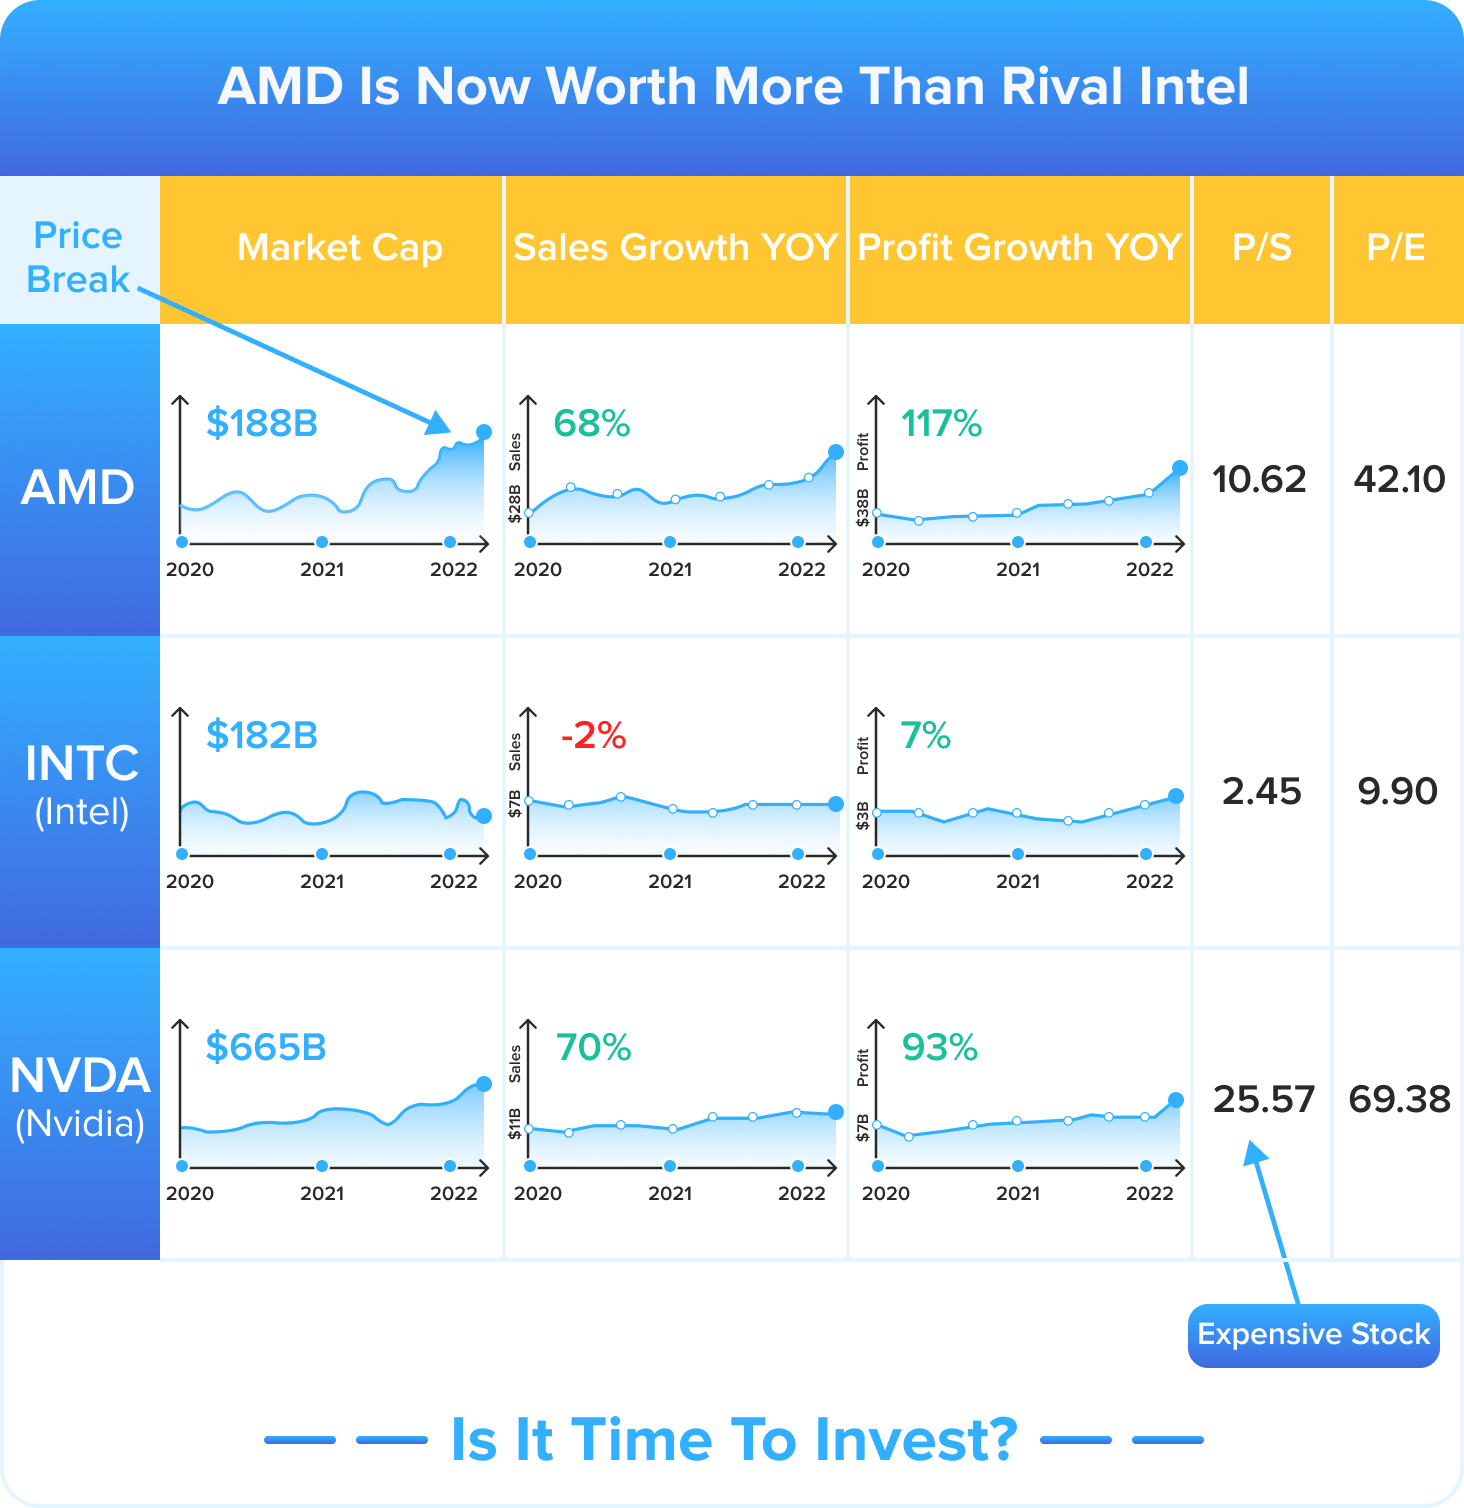 AMD Is Now Worth More Than Rival Intel
Price
Break
Market Cap
Sales Growth YOY
Profit Growth YOY
P/S
P/E
AMD
$188B
2020
2021
2022
68%
Sales
$28B
2020
2021
2022
117%
Profit
$38B
2020
2021
2022
10.62
42.10
INTC
(Intel)
$182B
2020
2021
2022
-2%
Sales
$7B
2020
2021
2022
7%
Profit
$3B
2020
2021
2022
2.45
9.90
NVDA
(Nvidia)
$665B
2020
2021
2022
70%
Sales
$11B
2020
2021
2022
93%
Profit
$7B
2020
2021
2022
25.57
69.38
Expensive Stock
Is It Time To Invest?